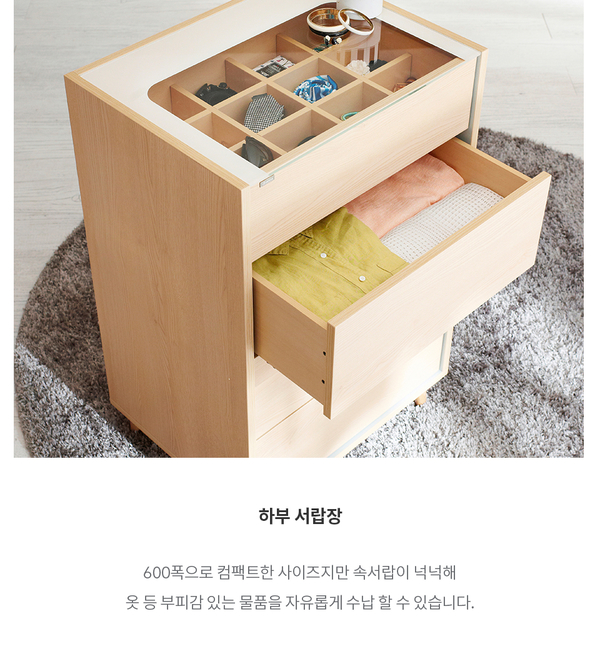 하부 서랍장
600폭으로 컴팩트한 사이즈지만 속서랍이 넉넉해
옷 등 부피감 있는 물품을 자유롭게 수납 할 수 있습니다.